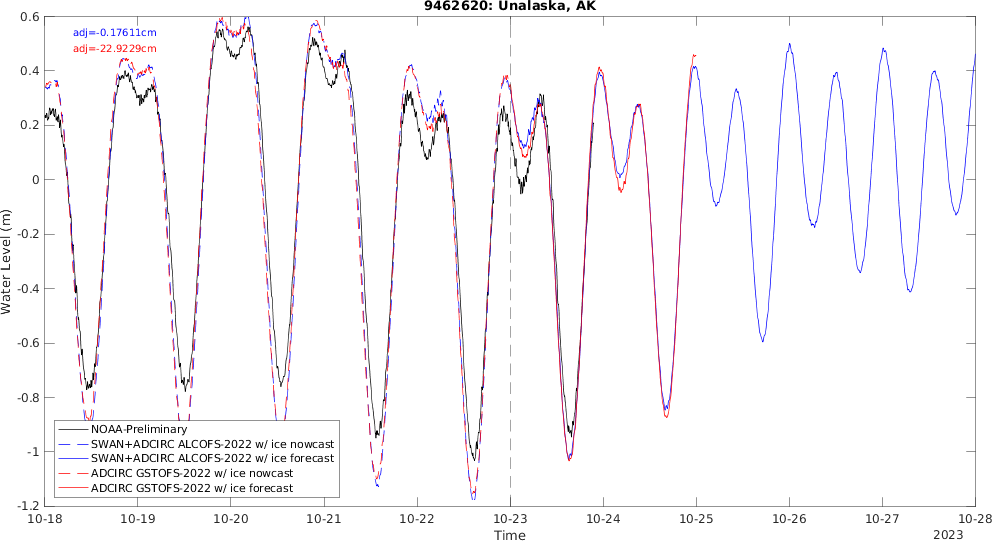 9462620: Unalaska, AK
adj=-0.17611cm
adj=-22.9229cm
0.6
0.4
0.2
0
-0.2
-0.4
-0.6
-0.8
-1
-1.2
Water Level (m)
NOAA-Preliminary
SWAN+ADCIRC ALCOFS-2022 w/ ice nowcast
SWAN+ADCIRC ALCOFS-2022 w/ ice forecast
ADCIRC GSTOFS-2022 w/ ice nowcast
ADCIRC GSTOFS-2022 w/ ice forecast
10-18 10-19 10-20 10-21 10-22 10-23 10-24 10-25 10-26 10-27 10-28
Time
2023